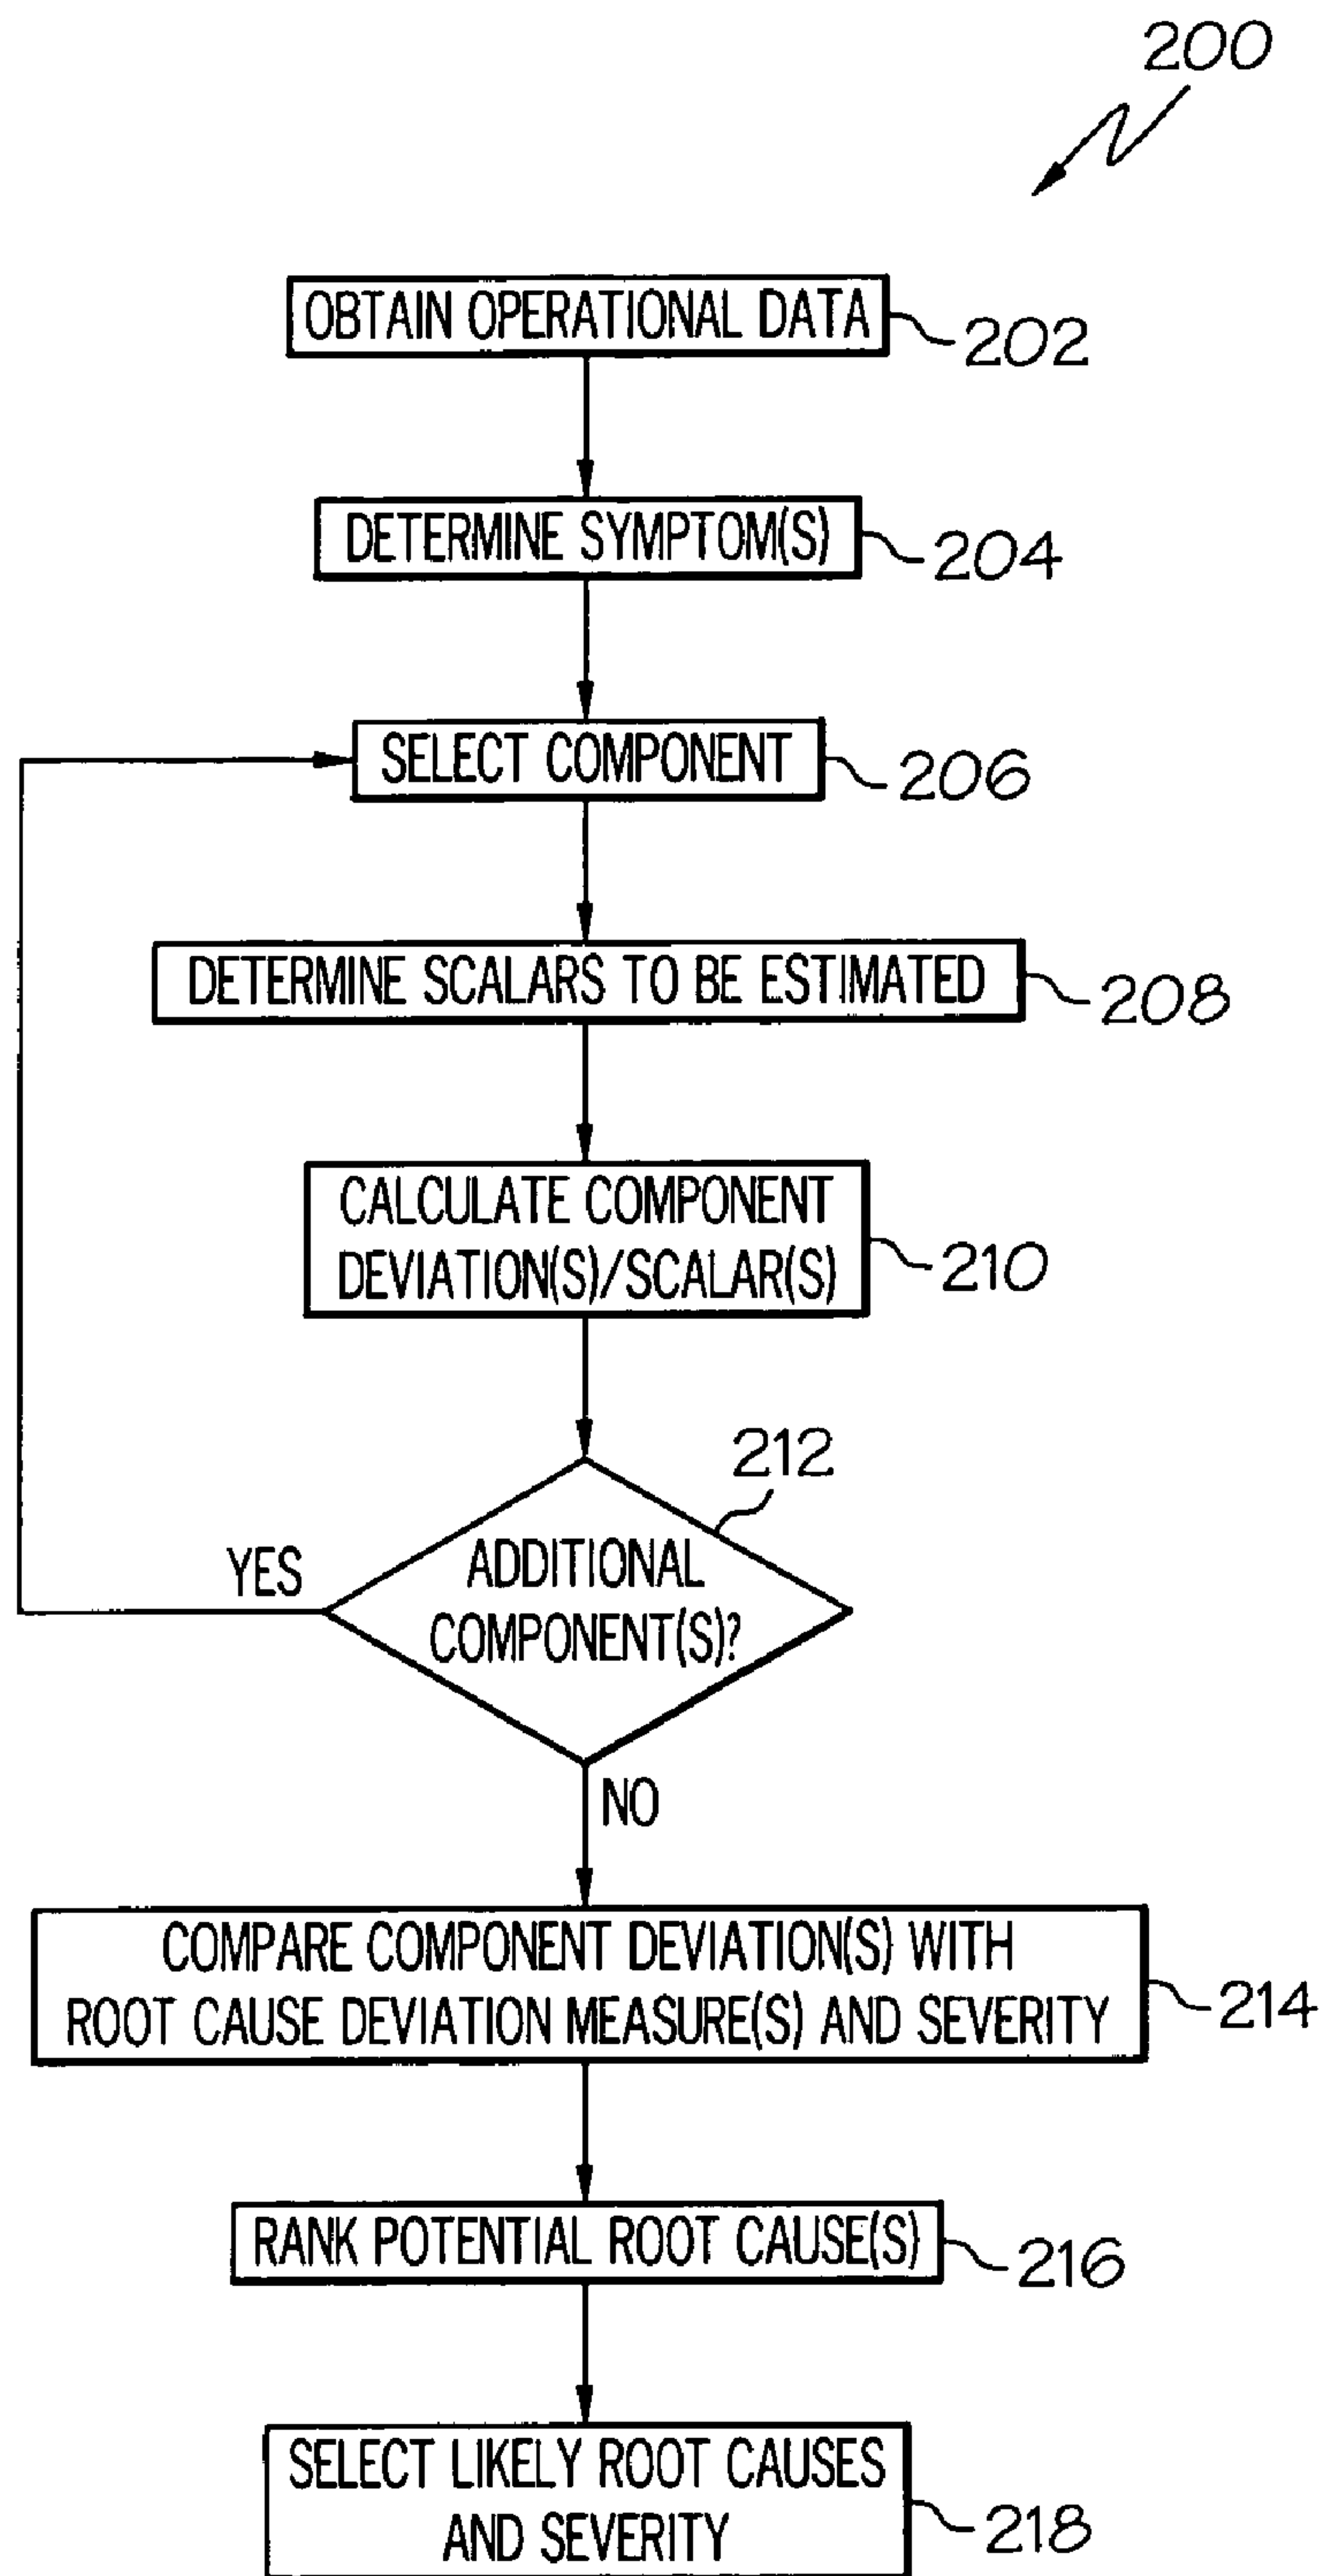 200
OBTAIN OPERATIONAL DATA
202
DETERMINE SYMPTOM(S)
204
SELECT COMPONENT
206
DETERMINE SCALARS TO BE ESTIMATED
208
CALCULATE COMPONENT
DEVIATION(S)/SCALAR(S)
210
212
YES
ADDITIONAL
COMPONENT(S)?
NO
COMPARE COMPONENT DEVIATION(S) WITH
ROOT CAUSE DEVIATION MEASURE(S) AND SEVERITY
214
RANK POTENTIAL ROOT CAUSE(S)
216
SELECT LIKELY ROOT CAUSES
AND SEVERITY
218